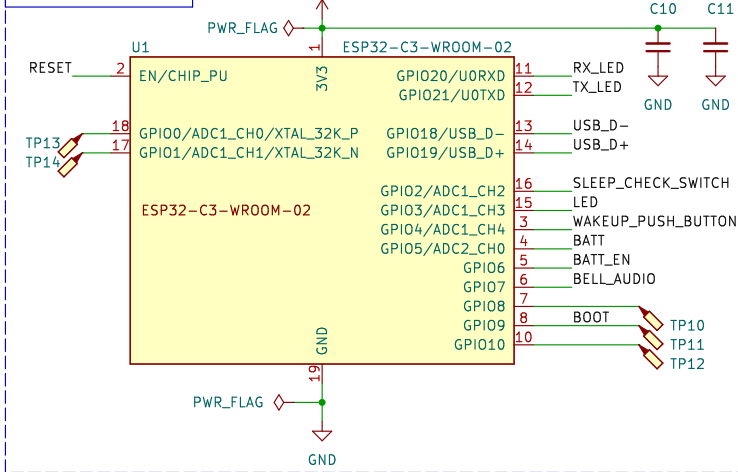 C10 C11
PWR_FLAG
U1 1 ESP32-C3-WROOM-02
RESET 2 EN/CHIP_PU 3V3 GPIO20/U0RXD 11 RX_LED
GPIO21/U0TXD 12 TX_LED
GND GND
18 GPIO0/ADC1_CH0/XTAL_32K_P GPIO18/USB_D- 13 USB_D-
TP13 17 GPIO1/ADC1_CH1/XTAL_32K_N GPIO19/USB_D+ 14 USB_D+
TP14
GPIO2/ADC1_CH2 16 SLEEP_CHECK_SWITCH
ESP32-C3-WROOM-02 GPIO3/ADC1_CH3 15 LED
GPIO4/ADC1_CH4 3 WAKEUP_PUSH_BUTTON
GPIO5/ADC2_CH0 4 BATT
GPIO6 5 BATT_EN
GPIO7 6 BELL_AUDIO
GPIO8 7
GPIO9 8 BOOT TP10
GPIO10 10 TP11
GND TP12
19
PWR_FLAG
GND